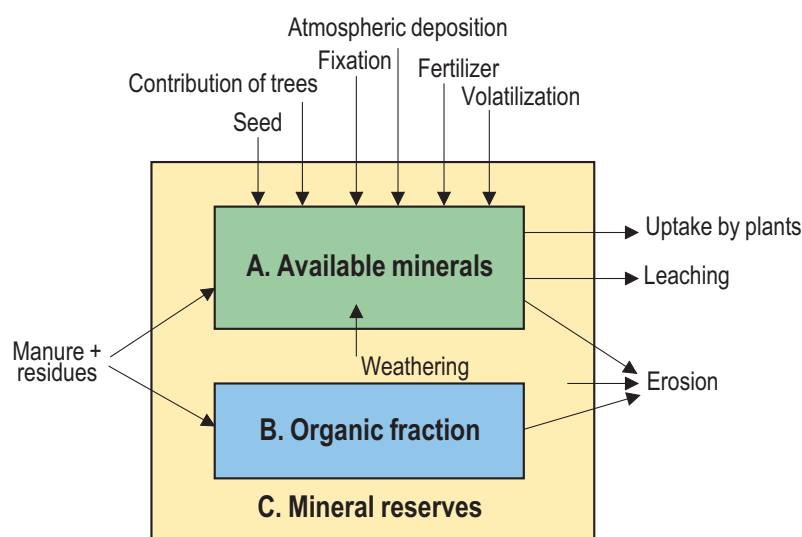 Atmospheric deposition
Fixation
Fertilizer
Contribution of trees
Volatilization
Seed
A. Available minerals
Uptake by plants
Leaching
Manure +
residues
Weathering
Erosion
B. Organic fraction
C. Mineral reserves